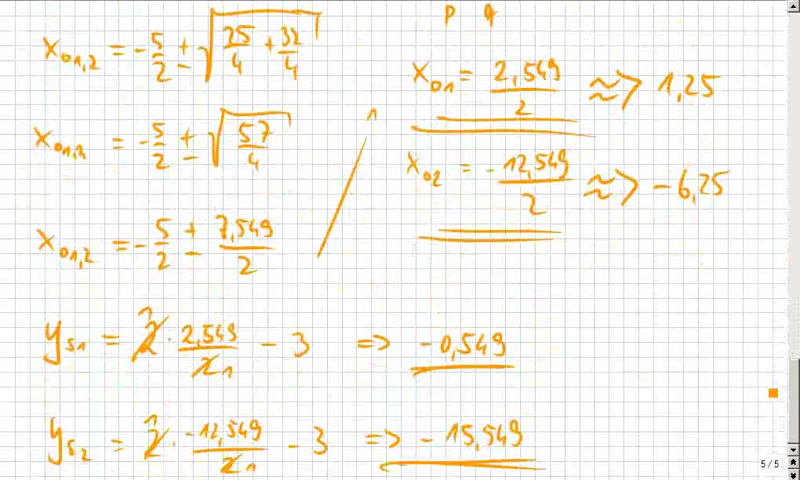 x₀₁,₂ = -5/2 ± √(25/4 + 32/4)
x₀₁,₂ = -5/2 ± √(57/4)
x₀₁,₂ = -5/2 ± 7,549/2
P q
x₀₁ = 2,549/2 ≈> 1,25
x₀₂ = -12,549/2 ≈> -6,25
yₛ₁ = 2 · 2,549/2 - 3 => -0,549
yₛ₂ = 2 · -12,549/2 - 3 => -15,549
5/5